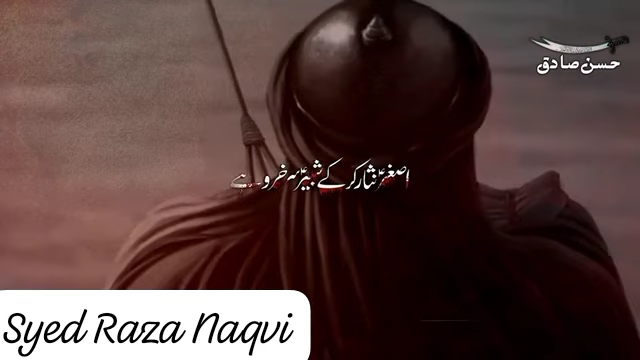 حسن صادق
اصغرؑ نثار کر کے شبیرؑ سرخرو ہے
Syed Raza Naqvi